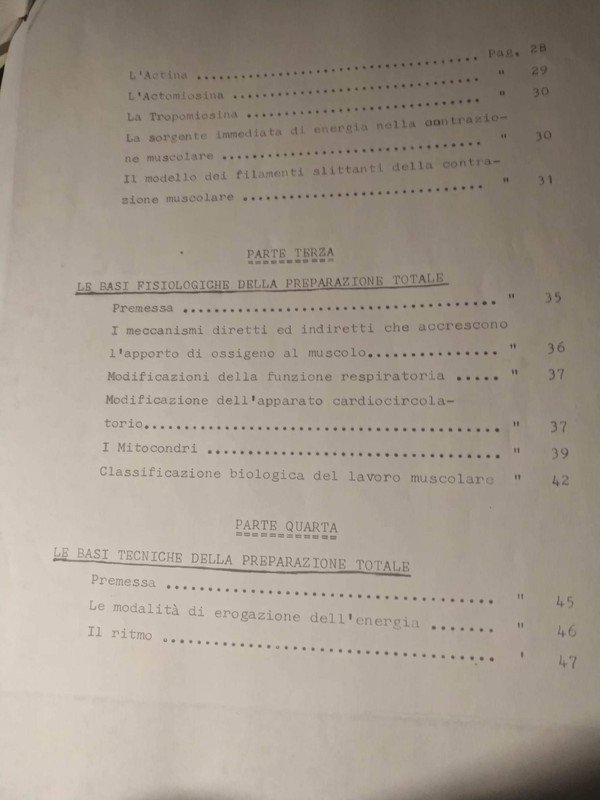 L'Actina ........................................ Pag. 28
L'Actomiosina ................................... " 29
La Tropomiosina ................................. " 30
La sorgente immediata di energia nella contrazio-
ne muscolare .................................... " 30
Il modello dei filamenti slittanti della contra-
zione muscolare ................................. " 31
PARTE TERZA
LE BASI FISIOLOGICHE DELLA PREPARAZIONE TOTALE
Premessa ........................................ " 35
I meccanismi diretti ed indiretti che accrescono
l'apporto di ossigeno al muscolo................ " 36
Modificazioni della funzione respiratoria ..... " 37
Modificazione dell'apparato cardiocircola-
torio............................................ " 37
I Mitocondri .................................... " 39
Classificazione biologica del lavoro muscolare " 42
PARTE QUARTA
LE BASI TECNICHE DELLA PREPARAZIONE TOTALE
Premessa ........................................ " 45
Le modalità di erogazione dell'energia ....... " 46
Il ritmo ........................................ ' 47